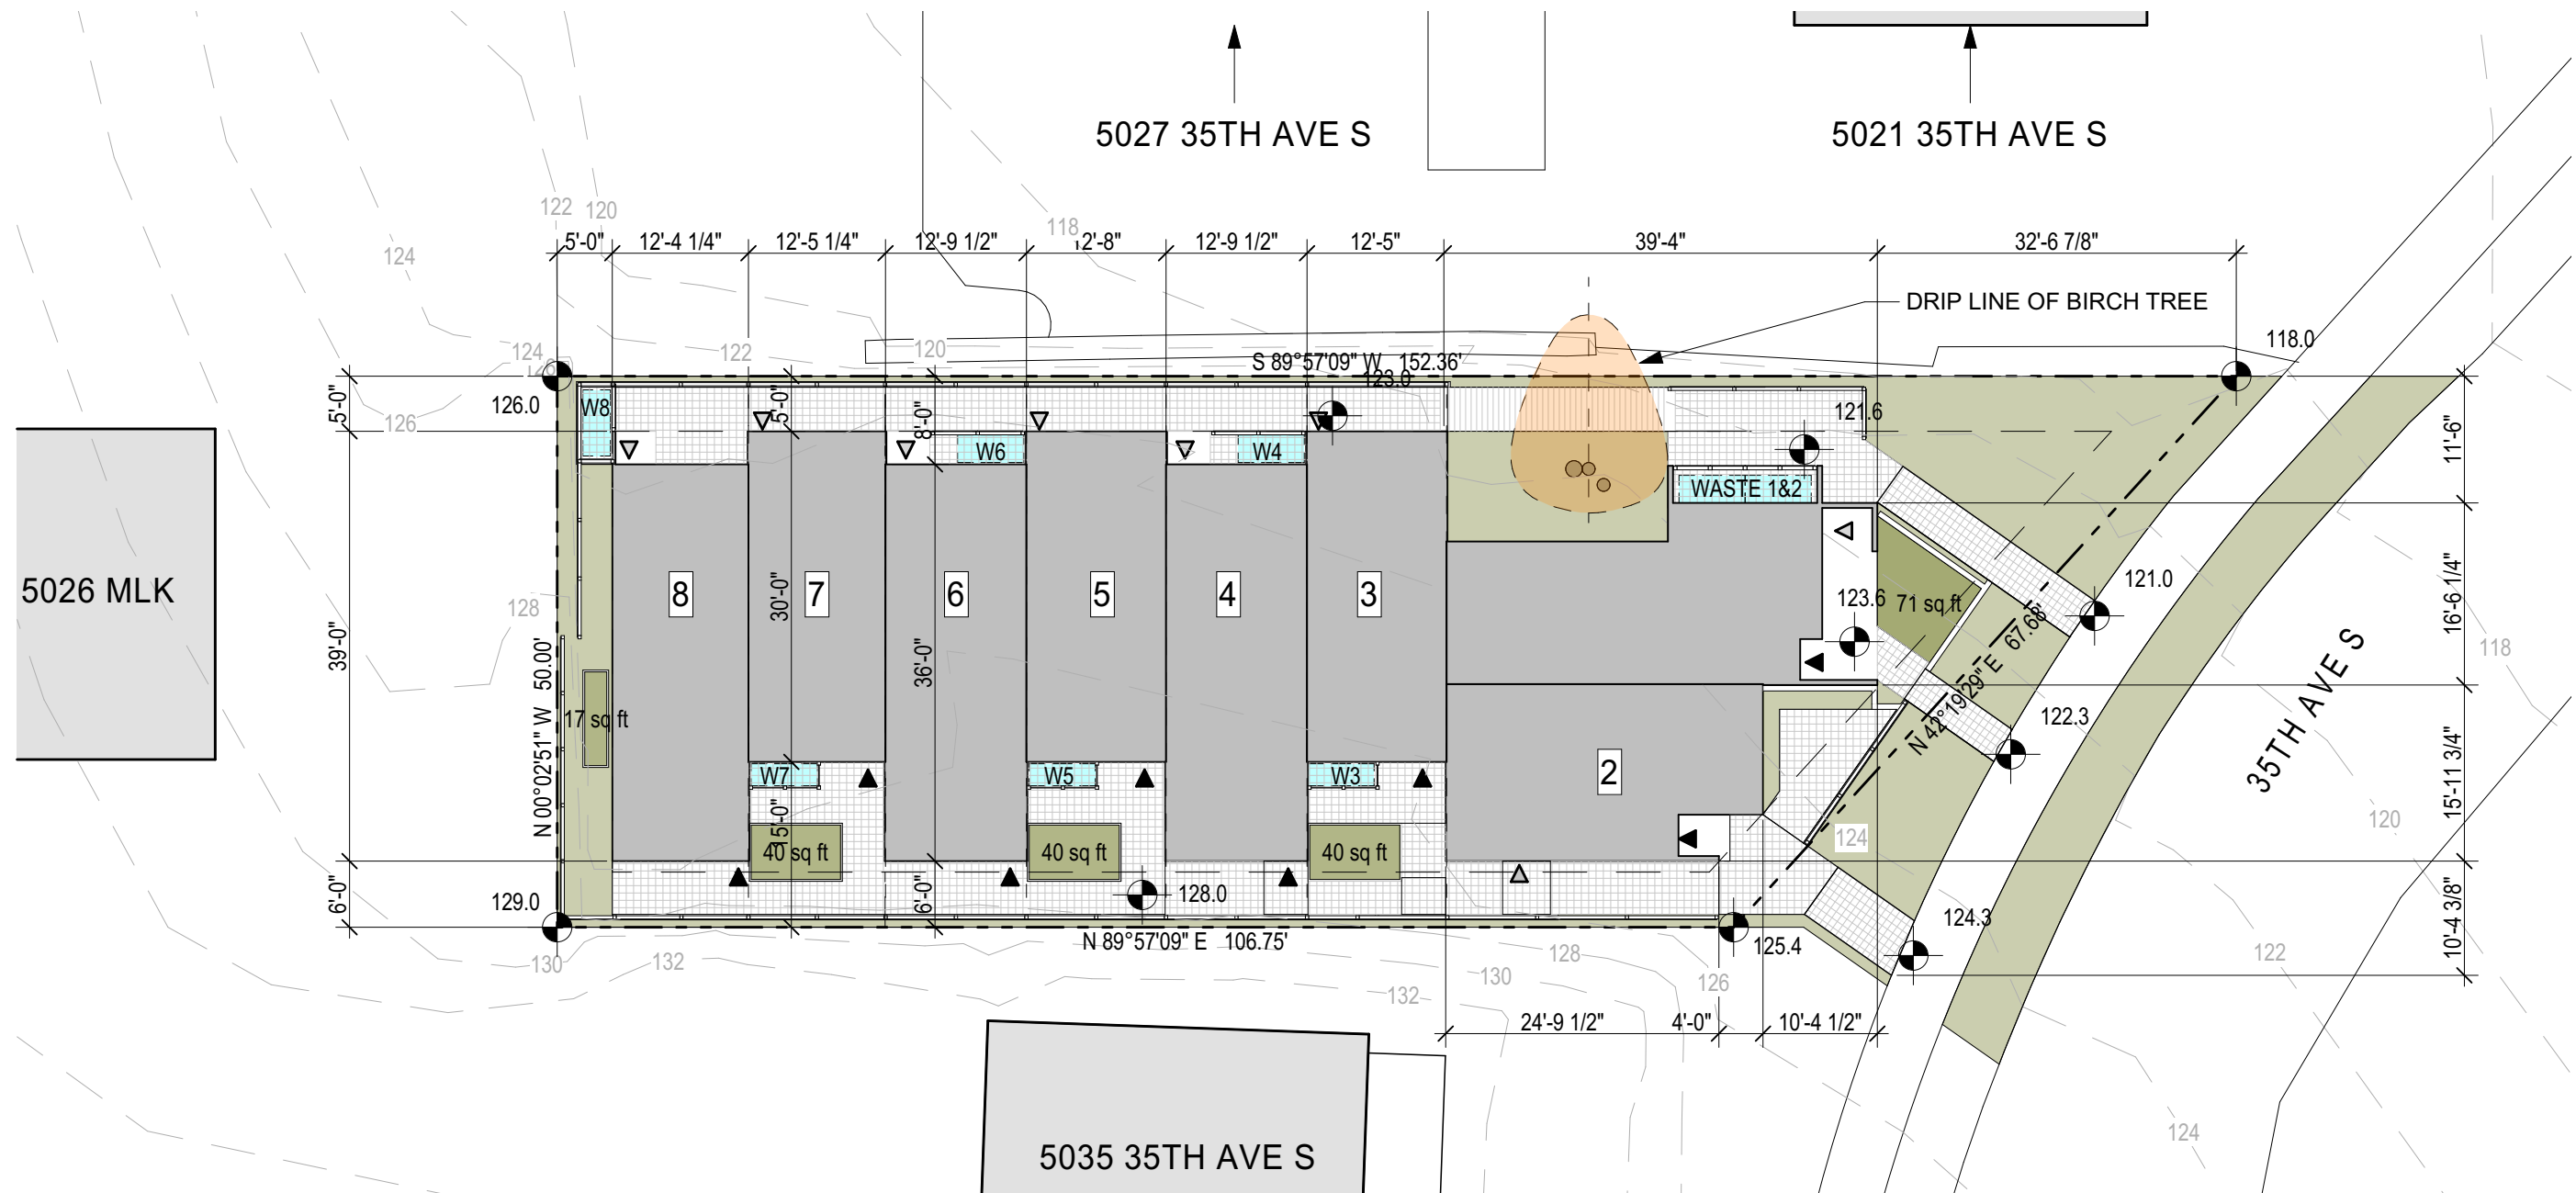 5027 35TH AVE S
5021 35TH AVE S
122
120
118
124
5'-0"
12'-4 1/4"
12'-5 1/4"
12'-9 1/2"
12'-8"
12'-9 1/2"
12'-5"
39'-4"
32'-6 7/8"
DRIP LINE OF BIRCH TREE
118.0
124
126
122
120
S 89°57'09" W 152.36'
123.0
126.0
126
5'-0"
W8
5'-0"
8'-0"
W6
W4
121.6
WASTE 1&2
11'-6"
5026 MLK
128
39'-0"
8
7
6
5
4
3
30'-0"
36'-0"
123.6
71 sq ft
121.0
16'-6 1/4"
N 00°02'51" W 50.00'
17 sq ft
N 42°19'29" E 67.68'
122.3
118
35TH AVE S
W7
W5
W3
2
15'-0"
40 sq ft
40 sq ft
40 sq ft
124
120
15'-11 3/4"
6'-0"
129.0
6'-0"
128.0
124.3
N 89°57'09" E 106.75'
125.4
10'-4 3/8"
130
132
128
130
132
126
122
24'-9 1/2"
4'-0"
10'-4 1/2"
124
5035 35TH AVE S